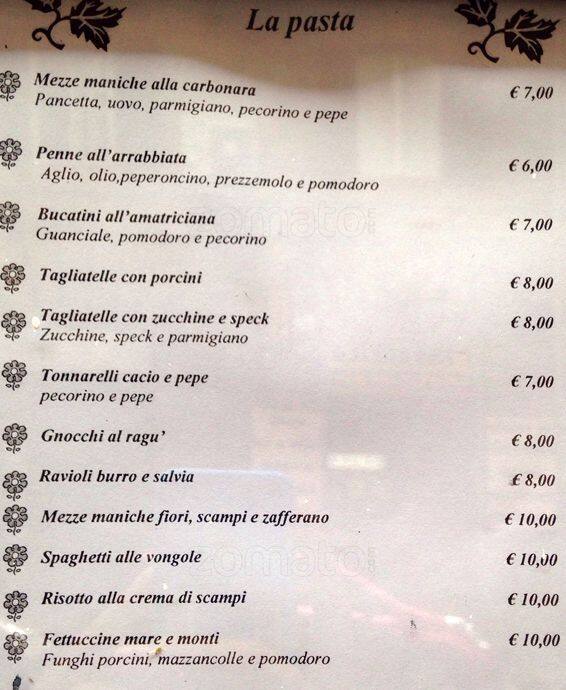 La pasta
Mezze maniche alla carbonara € 7,00
Pancetta, uovo, parmigiano, pecorino e pepe
Penne all'arrabbiata € 6,00
Aglio, olio,peperoncino, prezzemolo e pomodoro
Bucatini all'amatriciana € 7,00
Guanciale, pomodoro e pecorino
zomato
Tagliatelle con porcini € 8,00
Tagliatelle con zucchine e speck € 8,00
Zucchine, speck e parmigiano
Tonnarelli cacio e pepe € 7,00
pecorino e pepe
Gnocchi al ragu' € 8,00
Ravioli burro e salvia € 8,00
Mezze maniche fiori, scampi e zafferano € 10,00
Spaghetti alle vongole € 10,00
zomato
Risotto alla crema di scampi € 10,00
Fettuccine mare e monti € 10,00
Funghi porcini, mazzancolle e pomodoro